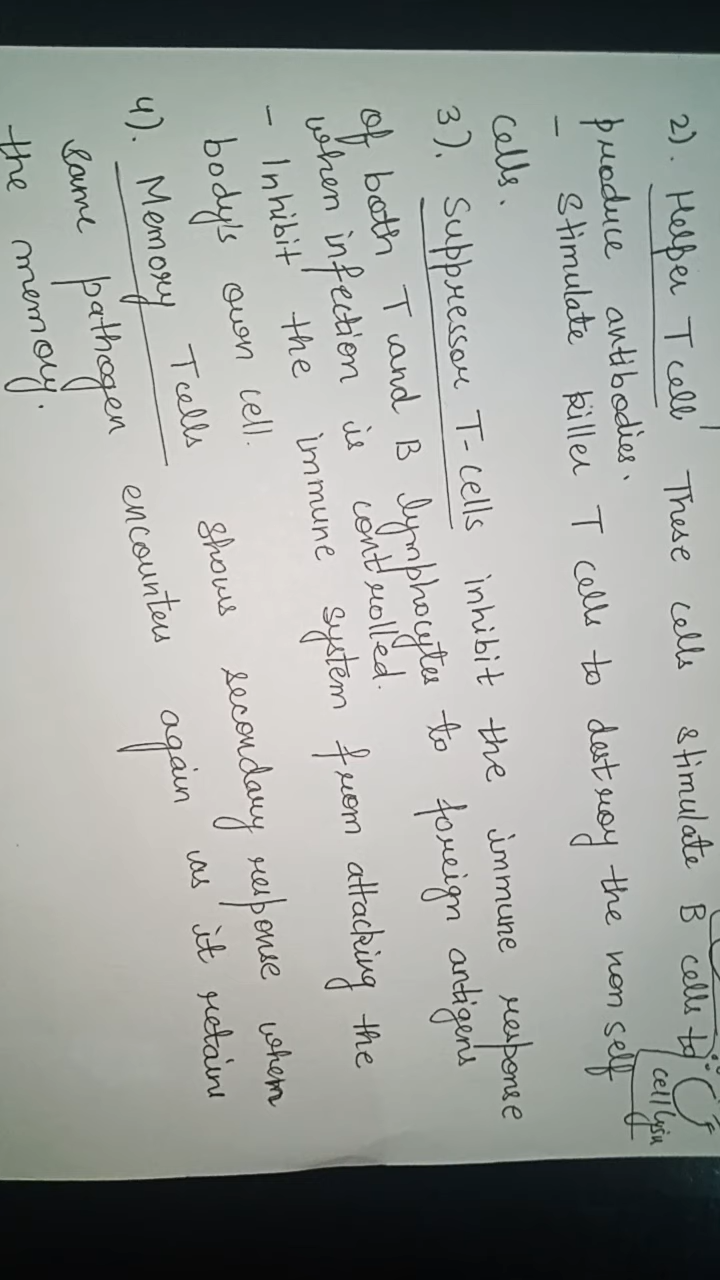 2). Helper T cell These cells stimulate B cells to
produce antibodies.
- Stimulate killer T cells to destroy the non self
cells.
cell lysis
3). Suppressor T-cells inhibit the immune response
of both T and B lymphocytes to foreign antigens
when infection is controlled.
- Inhibit the immune system from attacking the
body's own cell.
4). Memory T cells shows secondary response when
same pathogen encounters again as it retains
the memory.